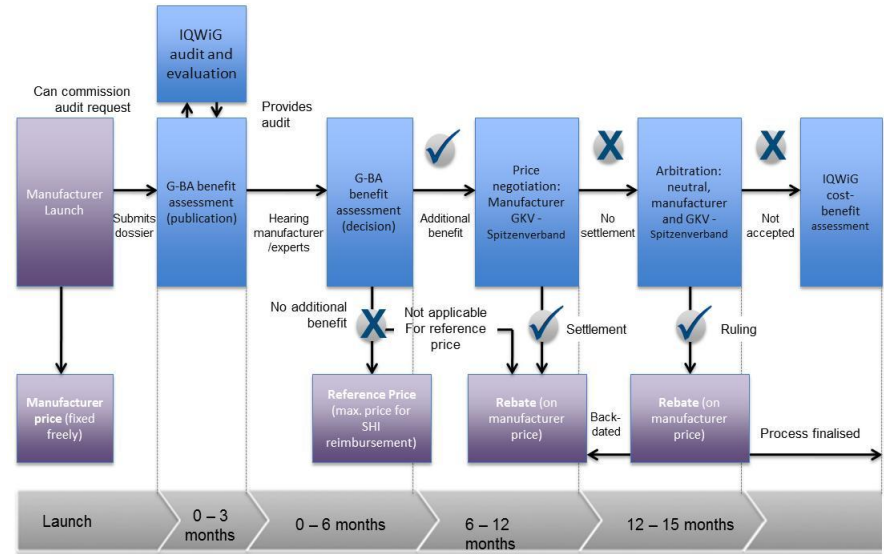 IQWiG
audit and
evaluation
Can commission
audit request
Provides
audit
Manufacturer
Launch
Submits
dossier
G-BA benefit
assessment
(publication)
Hearing
manufacturer
/experts
G-BA
benefit
assessment
(decision)
Additional
benefit
Price
negotiation:
Manufacturer
GKV -
Spitzenverband
No
settlement
Arbitration:
neutral,
manufacturer
and GKV -
Spitzenverband
Not
accepted
IQWiG
cost-
benefit
assessment
No additional
benefit
Not applicable
For reference
price
Settlement
Ruling
Manufacturer
price (fixed
freely)
Reference Price
(max. price for
SHI
reimbursement)
Rebate (on
manufacturer
price)
Back-
dated
Rebate (on
manufacturer
price)
Process finalised
Launch
0 – 3
months
0 – 6 months
6 – 12
months
12 – 15 months